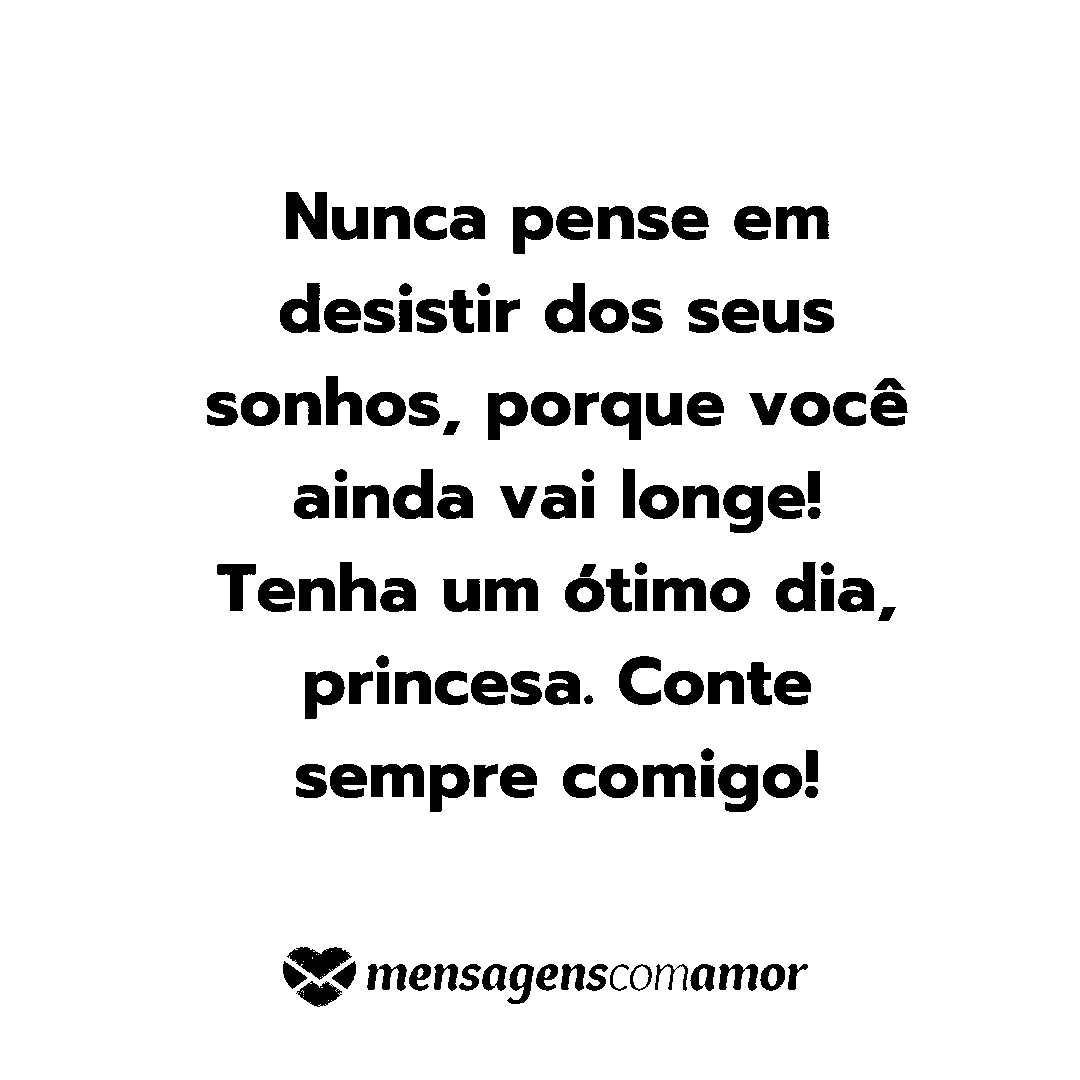 Nunca pense em
desistir dos seus
sonhos, porque você
ainda vai longe!
Tenha um ótimo dia,
princesa. Conte
sempre comigo!
mensagenscomamor